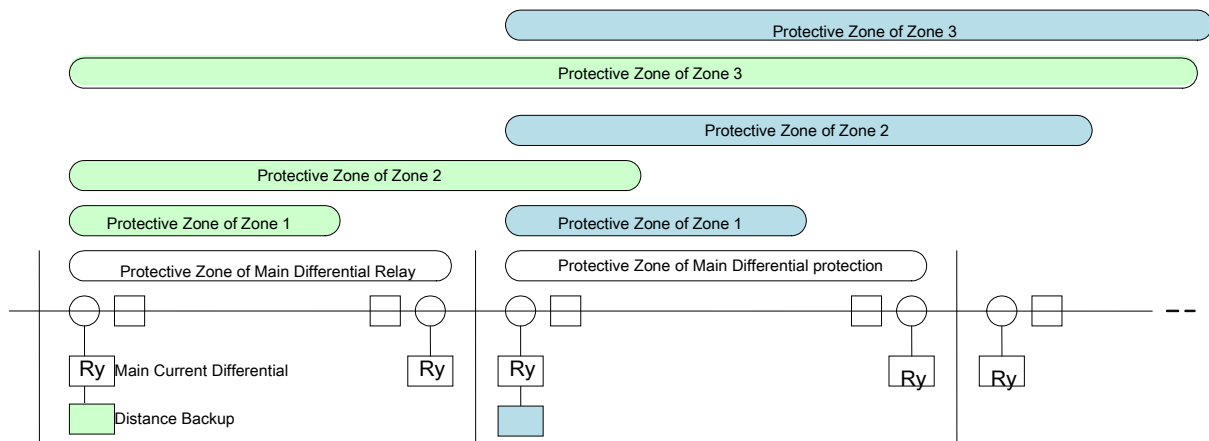 Protective Zone of Zone 3
Protective Zone of Zone 3
Protective Zone of Zone 2
Protective Zone of Zone 2
Protective Zone of Zone 1
Protective Zone of Zone 1
Protective Zone of Main Differential Relay
Protective Zone of Main Differential protection
Ry
Main Current Differential
Ry
Ry
Ry
Ry
Distance Backup